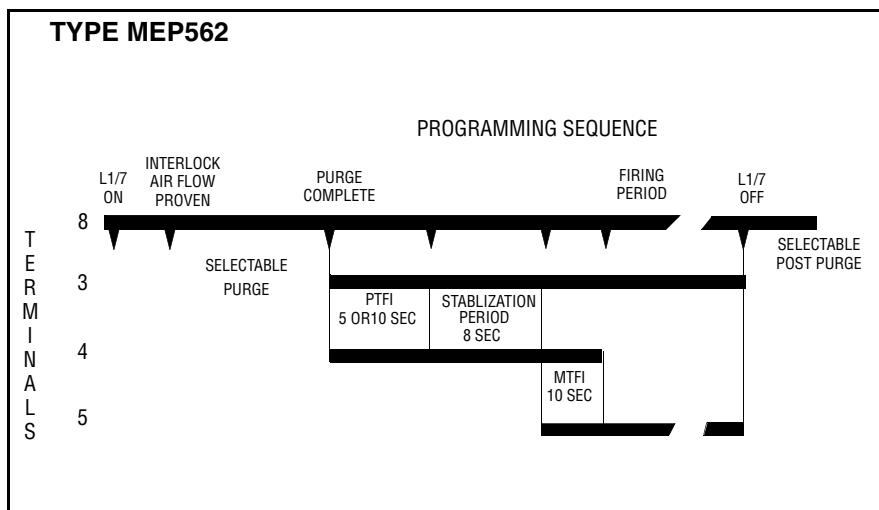 TYPE MEP562
PROGRAMMING SEQUENCE
L1/7
ON
INTERLOCK
AIR FLOW
PROVEN
PURGE
COMPLETE
FIRING
PERIOD
L1/7
OFF
TERMINALS
8
SELECTABLE
PURGE
SELECTABLE
POST PURGE
3
PTFI
5 OR10 SEC
STABLIZATION
PERIOD
8 SEC
4
MTFI
10 SEC
5